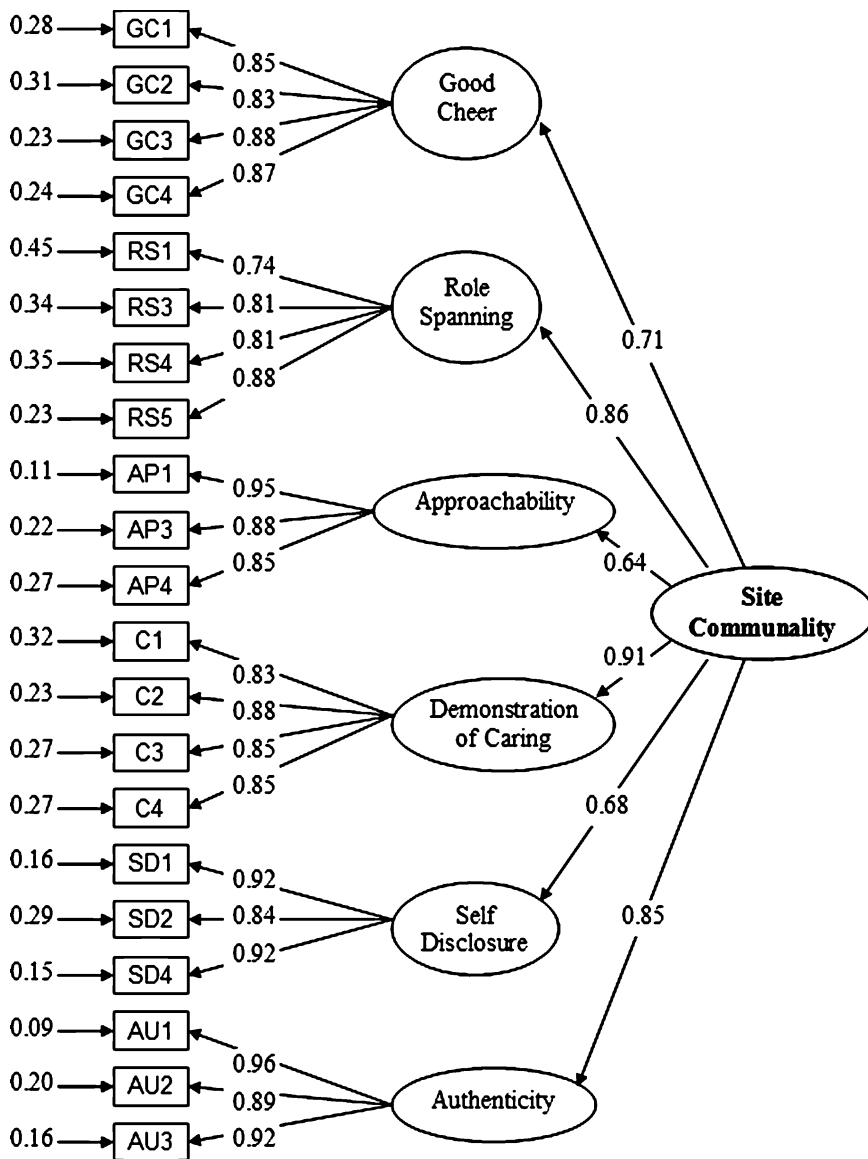 0.28
GC1
0.85
0.31
GC2
0.83
0.23
GC3
0.88
0.24
GC4
0.87
Good
Cheer
0.45
RS1
0.74
0.34
RS3
0.81
0.35
RS4
0.81
0.23
RS5
0.88
Role
Spanning
0.71
0.86
0.11
AP1
0.95
0.22
AP3
0.88
0.27
AP4
0.85
Approachability
0.64
Site
Communality
0.32
C1
0.83
0.23
C2
0.88
0.27
C3
0.85
0.27
C4
0.85
Demonstration
of Caring
0.91
0.68
0.85
0.16
SD1
0.92
0.29
SD2
0.84
0.15
SD4
0.92
Self
Disclosure
0.09
AU1
0.96
0.20
AU2
0.89
0.16
AU3
0.92
Authenticity